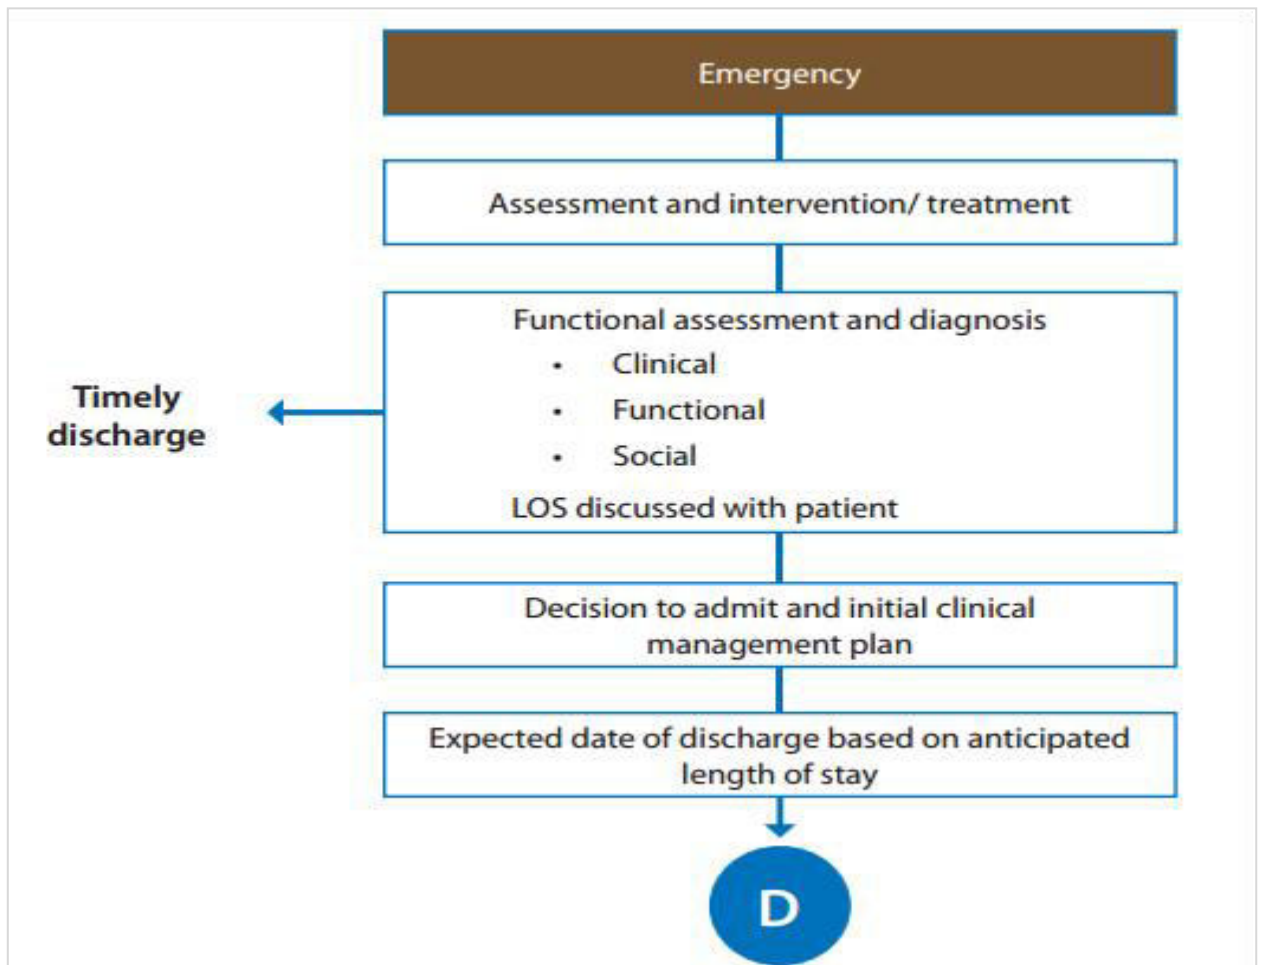 Emergency
Assessment and intervention/ treatment
Functional assessment and diagnosis
• Clinical
• Functional
• Social
LOS discussed with patient
Timely
discharge
Decision to admit and initial clinical
management plan
Expected date of discharge based on anticipated
length of stay
D